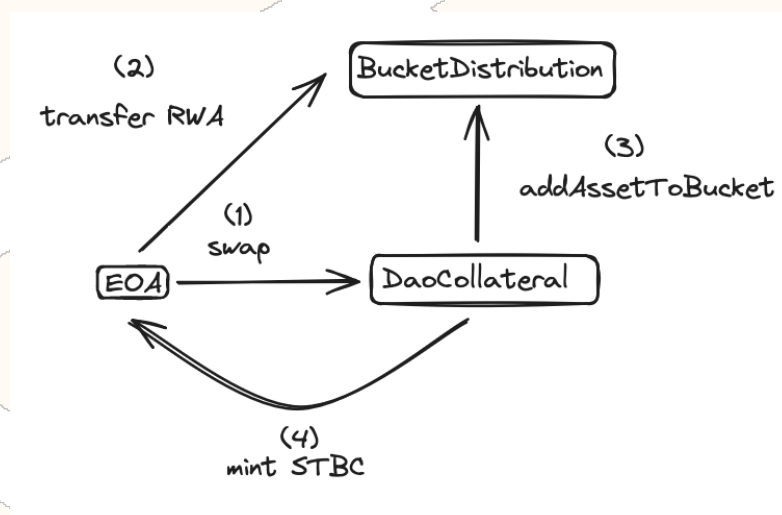 (2)
transfer RWA
BucketDistribution
(3)
addAssetToBucket
(1)
swap
EOA
DaoCollateral
(4)
mint STBC